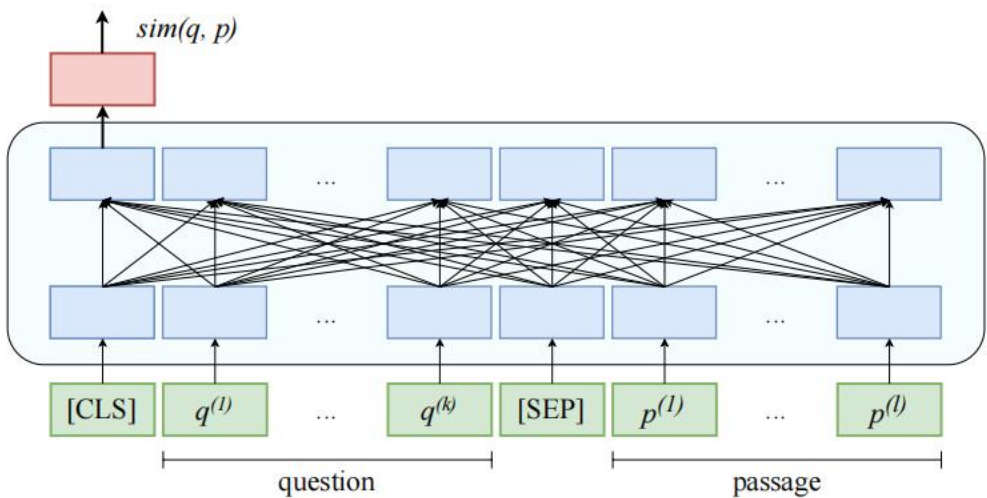 sim(q, p)
... ...
... ...
[CLS] q^(1) ... q^(k) [SEP] p^(1) ... p^(l)
question passage